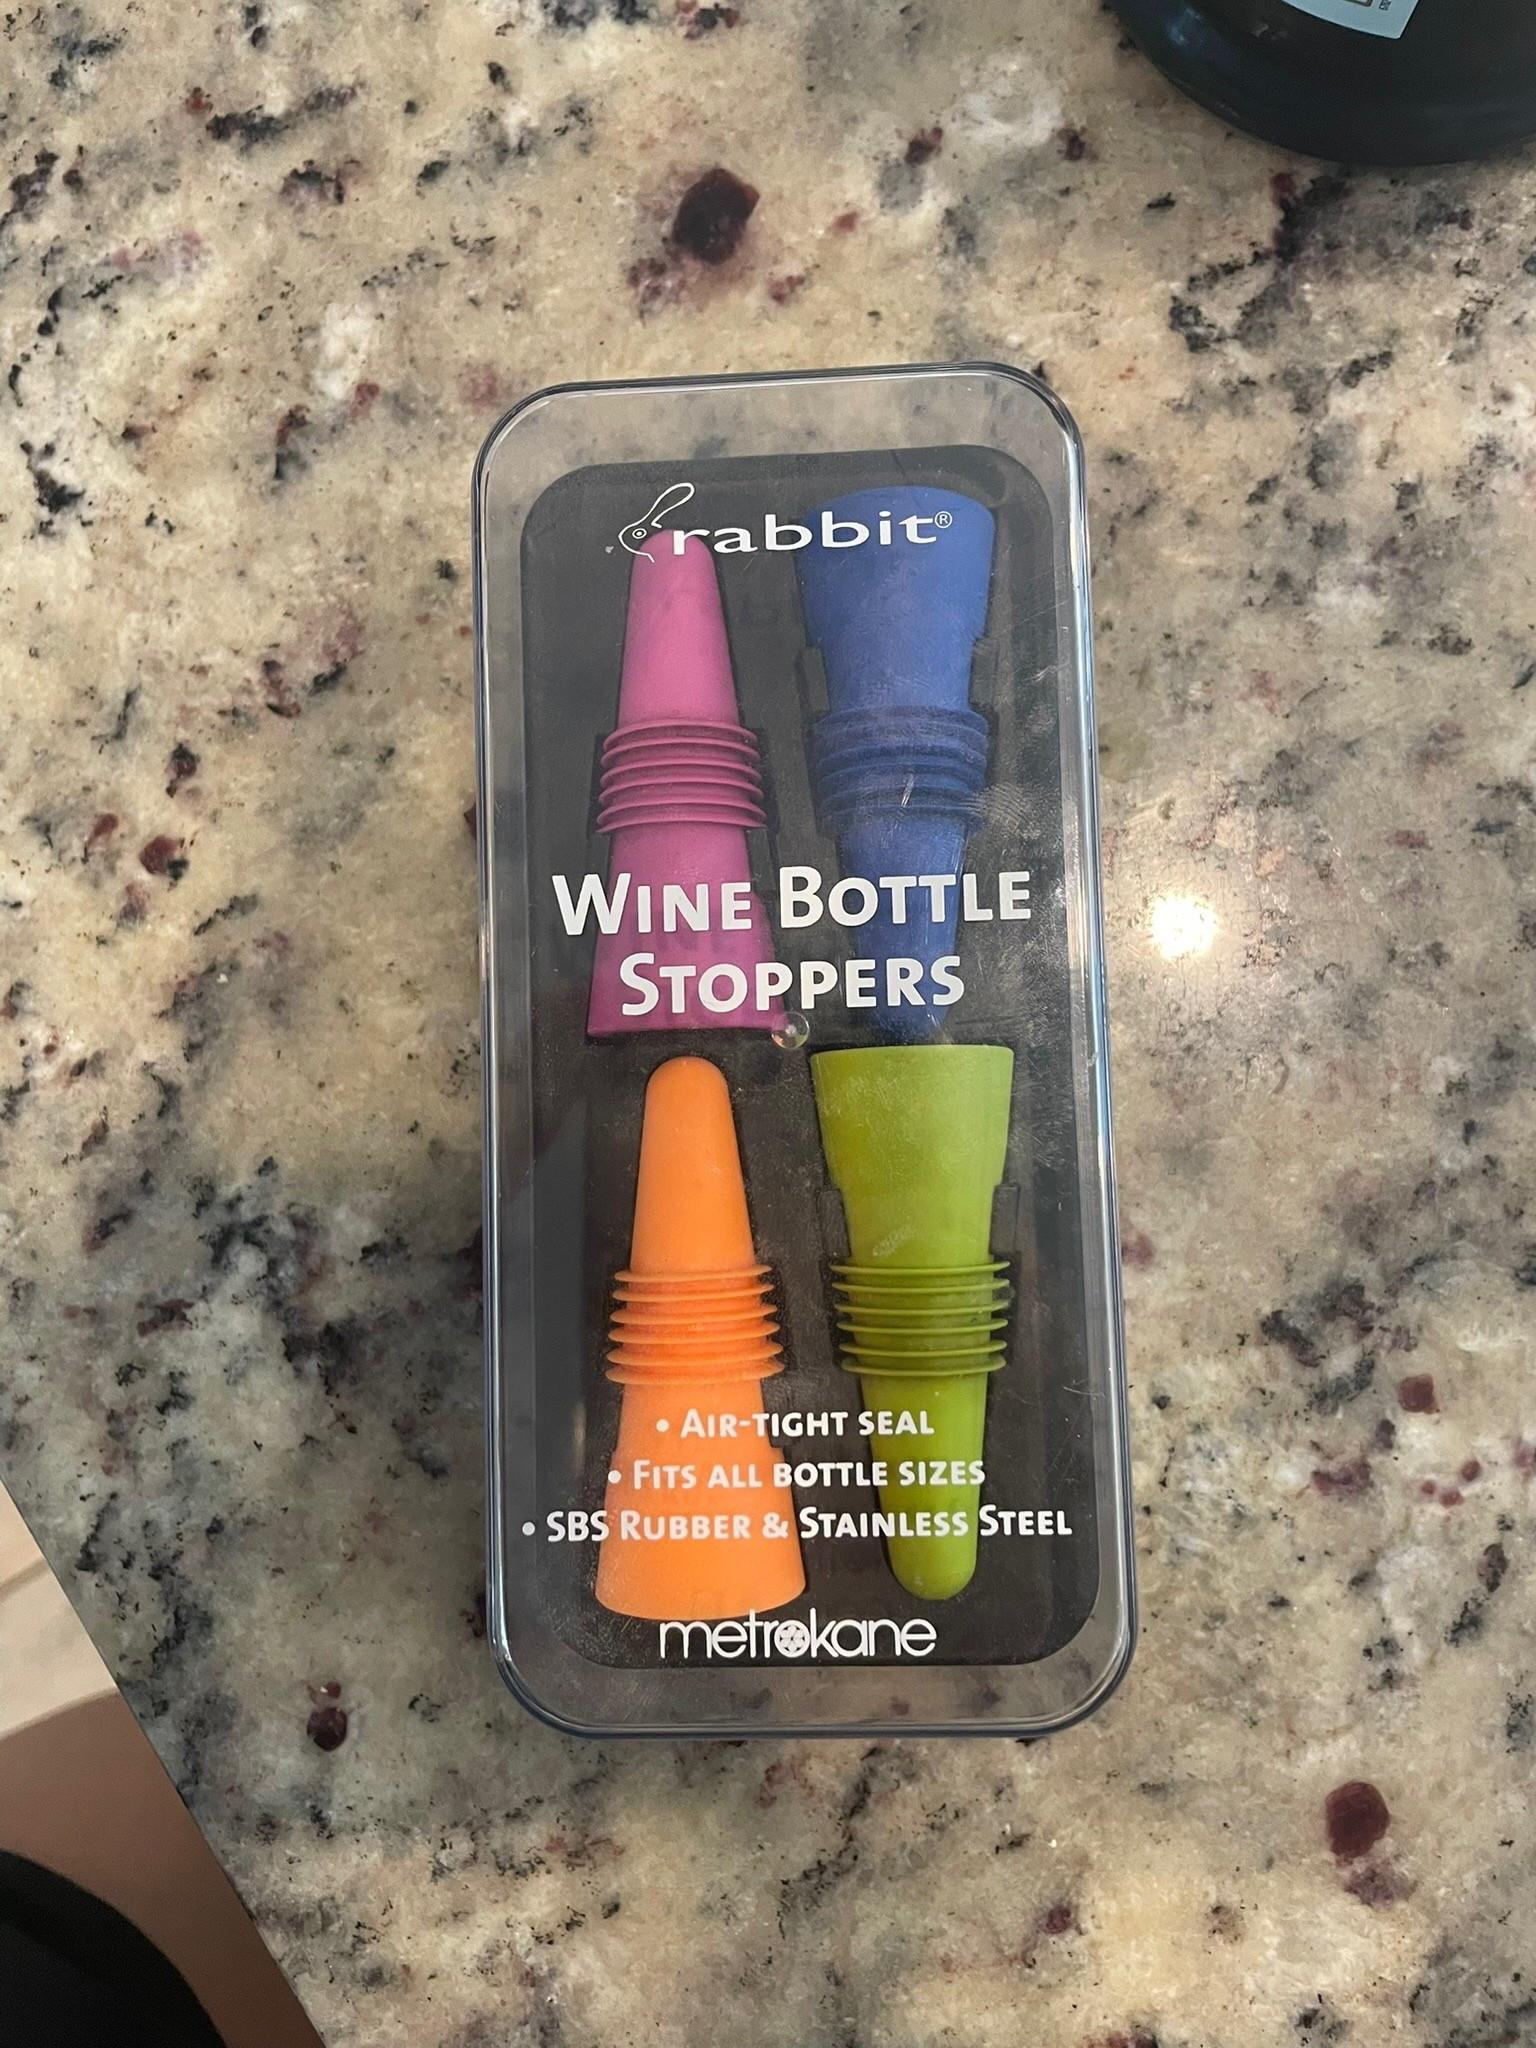 rabbit®
WINE BOTTLE
STOPPERS
• AIR-TIGHT SEAL
• FITS ALL BOTTLE SIZES
• SBS RUBBER & STAINLESS STEEL
metrokane